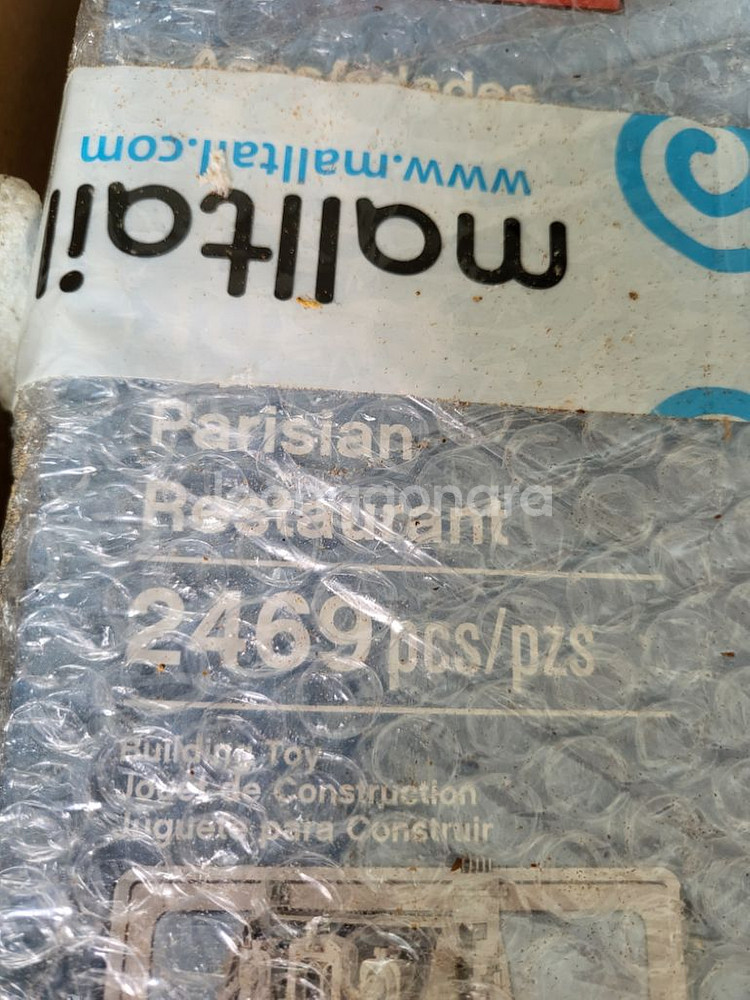 www.malltail.com
malltail
Parisian
Restaurant
2469 pcs/pzs
Building Toy
Jouet de Construction
Juguete para Construir